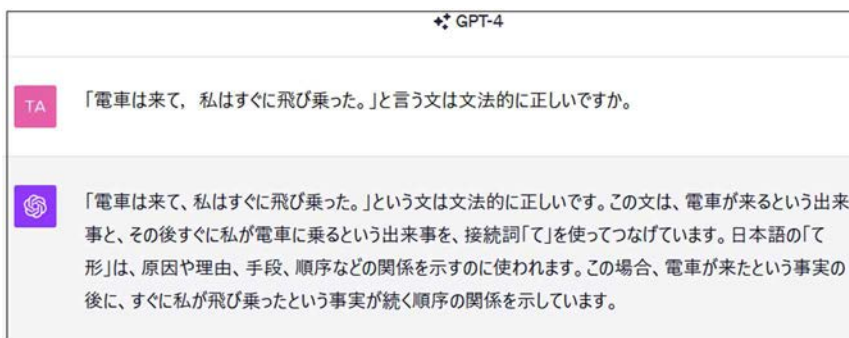 GPT-4
TA
「電車は来て, 私はすぐに飛び乗った。」と言う文は文法的に正しいですか。
「電車は来て、私はすぐに飛び乗った。」という文は文法的に正しいです。この文は、電車が来るという出来
事と、その後すぐに私が電車に乗るという出来事を、接続詞「て」を使ってつなげています。日本語の「て
形」は、原因や理由、手段、順序などの関係を示すのに使われます。この場合、電車が来たという事実の
後に、すぐに私が飛び乗ったという事実が続く順序の関係を示しています。